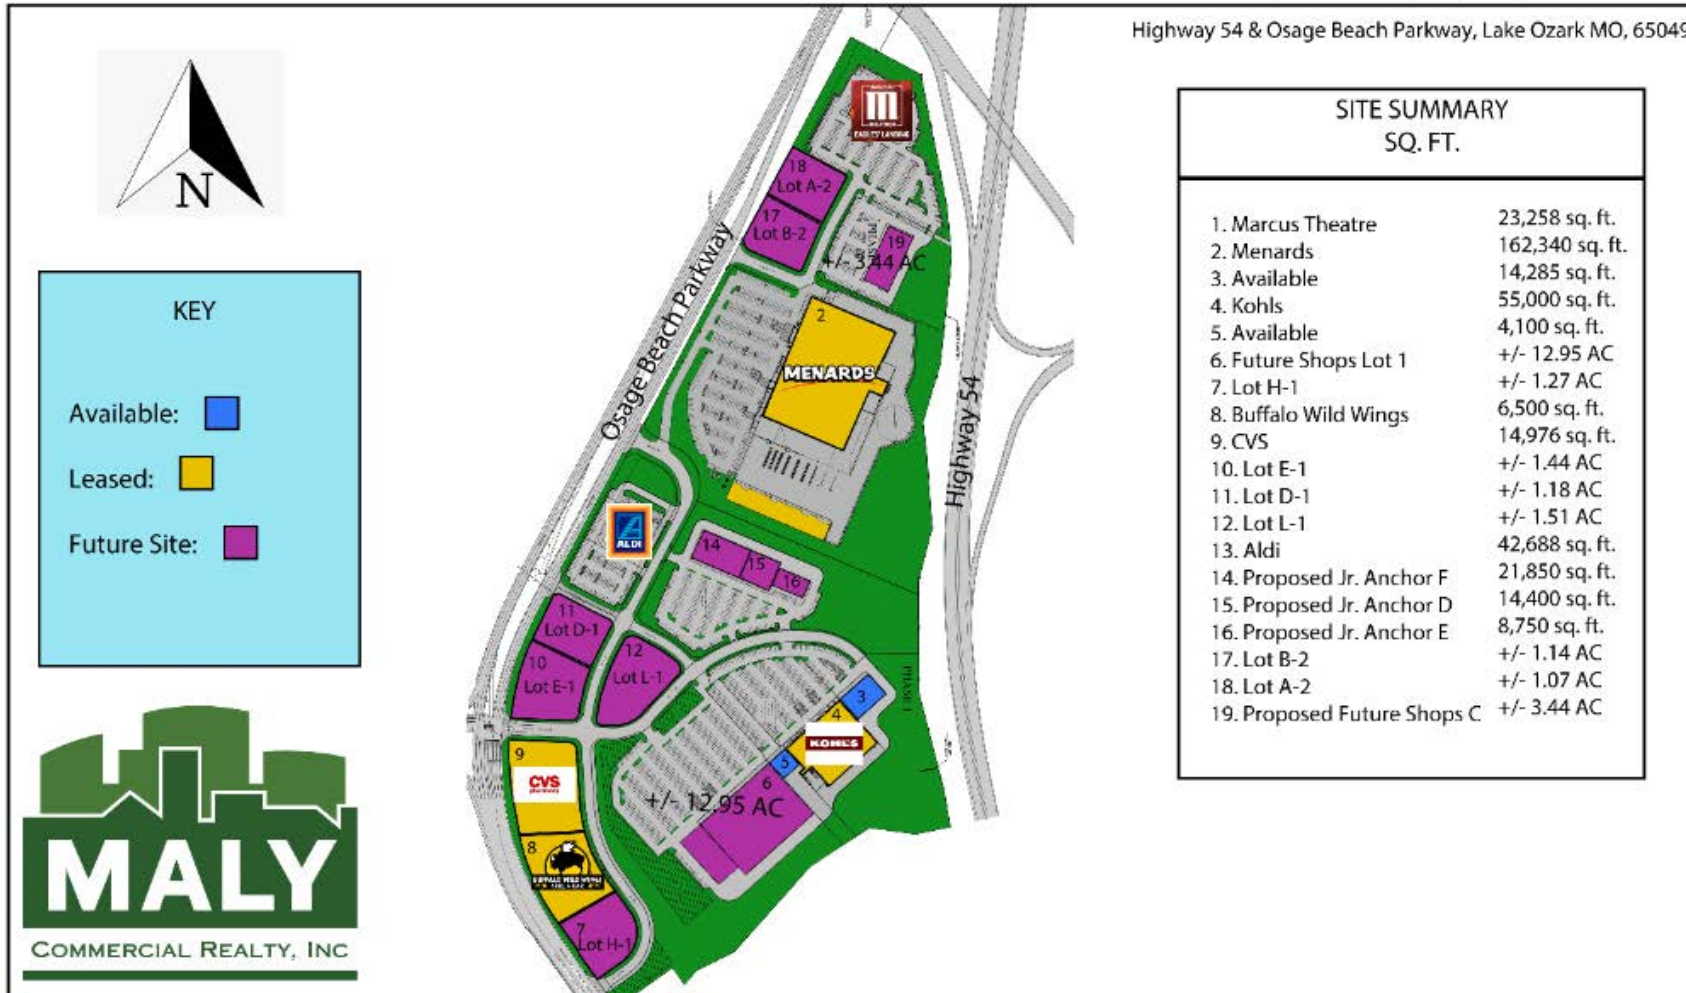 Highway 54 & Osage Beach Parkway, Lake Ozark MO, 65049
N
KEY
Available:
Leased:
Future Site:
MALY
COMMERCIAL REALTY, INC
SITE SUMMARY
SQ. FT.
1. Marcus Theatre 23,258 sq. ft.
2. Menards 162,340 sq. ft.
3. Available 14,285 sq. ft.
4. Kohls 55,000 sq. ft.
5. Available 4,100 sq. ft.
6. Future Shops Lot 1 +/- 12.95 AC
7. Lot H-1 +/- 1.27 AC
8. Buffalo Wild Wings 6,500 sq. ft.
9. CVS 14,976 sq. ft.
10. Lot E-1 +/- 1.44 AC
11. Lot D-1 +/- 1.18 AC
12. Lot L-1 +/- 1.51 AC
13. Aldi 42,688 sq. ft.
14. Proposed Jr. Anchor F 21,850 sq. ft.
15. Proposed Jr. Anchor D 14,400 sq. ft.
16. Proposed Jr. Anchor E 8,750 sq. ft.
17. Lot B-2 +/- 1.14 AC
18. Lot A-2 +/- 1.07 AC
19. Proposed Future Shops C +/- 3.44 AC
m
18
Lot A-2
17
Lot B-2
19
+/- 3.44 AC
Osage Beach Parkway
Highway 54
2
MENARDS
ALDI
14
15
16
11
Lot D-1
10
Lot E-1
12
Lot L-1
3
4
KOHL'S
5
6
+/- 12.95 AC
9
CVS
pharmacy
8
BUFFALO WILD WINGS
7
Lot H-1